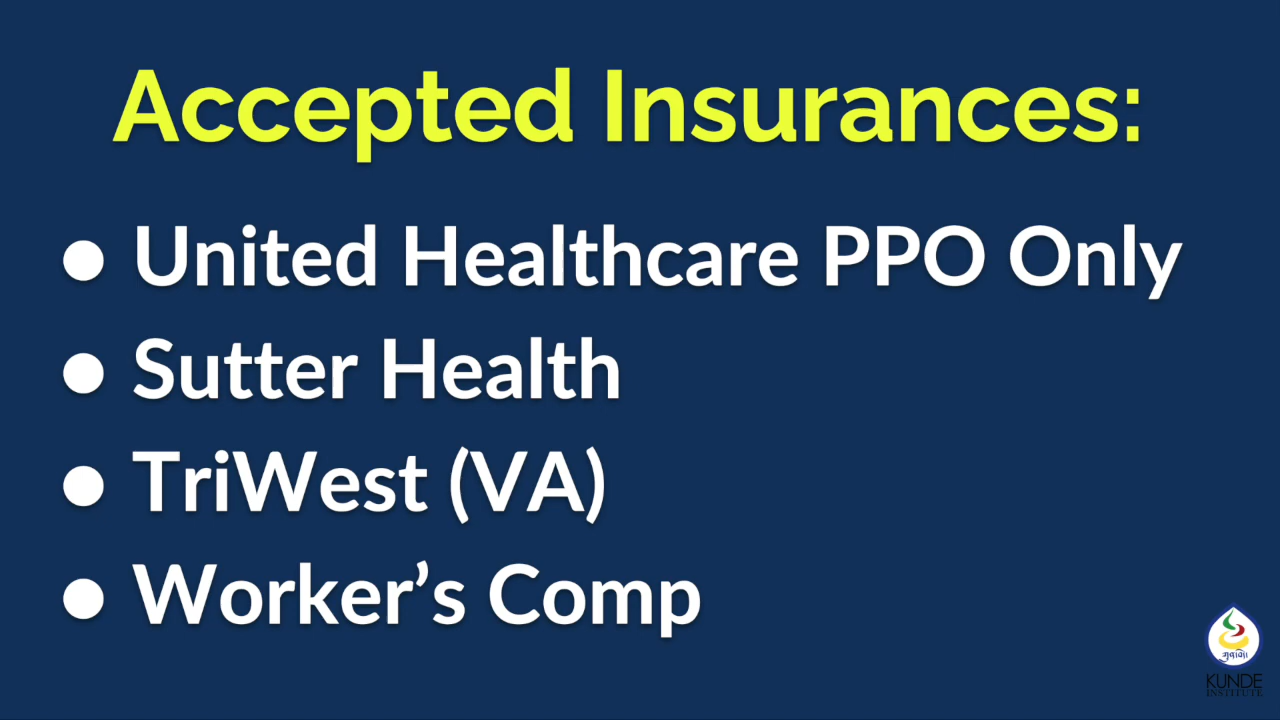 Accepted Insurances:
● United Healthcare PPO Only
● Sutter Health
● TriWest (VA)
● Worker’s Comp
KUNDE
INSTITUTE